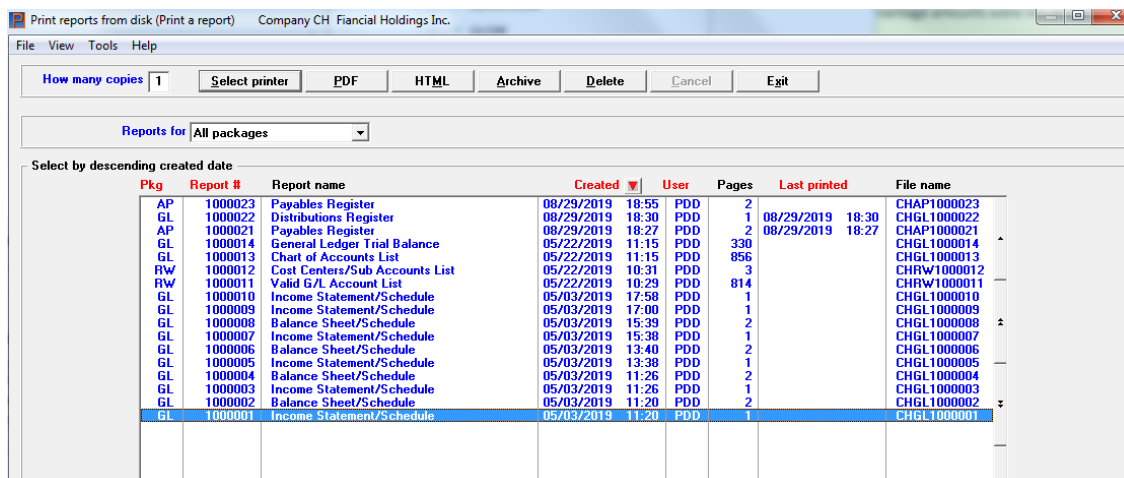 Print reports from disk (Print a report) Company CH Fiancial Holdings Inc.
File View Tools Help
How many copies 1 Select printer PDF HTML Archive Delete Cancel Exit
Reports for All packages
Select by descending created date
Pkg Report # Report name Created User Pages Last printed File name
AP 1000023 Payables Register 08/29/2019 18:55 PDD 2 CHAP1000023
GL 1000022 Distributions Register 08/29/2019 18:30 PDD 1 08/29/2019 18:30 CHGL1000022
AP 1000021 Payables Register 08/29/2019 18:27 PDD 2 08/29/2019 18:27 CHAP1000021
GL 1000014 General Ledger Trial Balance 05/22/2019 11:15 PDD 330 CHGL1000014
GL 1000013 Chart of Accounts List 05/22/2019 11:15 PDD 856 CHGL1000013
RW 1000012 Cost Centers/Sub Accounts List 05/22/2019 10:31 PDD 3 CHRW1000012
RW 1000011 Valid G/L Account List 05/22/2019 10:29 PDD 814 CHRW1000011
GL 1000010 Income Statement/Schedule 05/03/2019 17:58 PDD 1 CHGL1000010
GL 1000009 Income Statement/Schedule 05/03/2019 17:00 PDD 1 CHGL1000009
GL 1000008 Balance Sheet/Schedule 05/03/2019 15:39 PDD 2 CHGL1000008
GL 1000007 Income Statement/Schedule 05/03/2019 15:38 PDD 1 CHGL1000007
GL 1000006 Balance Sheet/Schedule 05/03/2019 13:40 PDD 2 CHGL1000006
GL 1000005 Income Statement/Schedule 05/03/2019 13:38 PDD 1 CHGL1000005
GL 1000004 Balance Sheet/Schedule 05/03/2019 11:26 PDD 2 CHGL1000004
GL 1000003 Income Statement/Schedule 05/03/2019 11:26 PDD 1 CHGL1000003
GL 1000002 Balance Sheet/Schedule 05/03/2019 11:20 PDD 2 CHGL1000002
GL 1000001 Income Statement/Schedule 05/03/2019 11:20 PDD 1 CHGL1000001